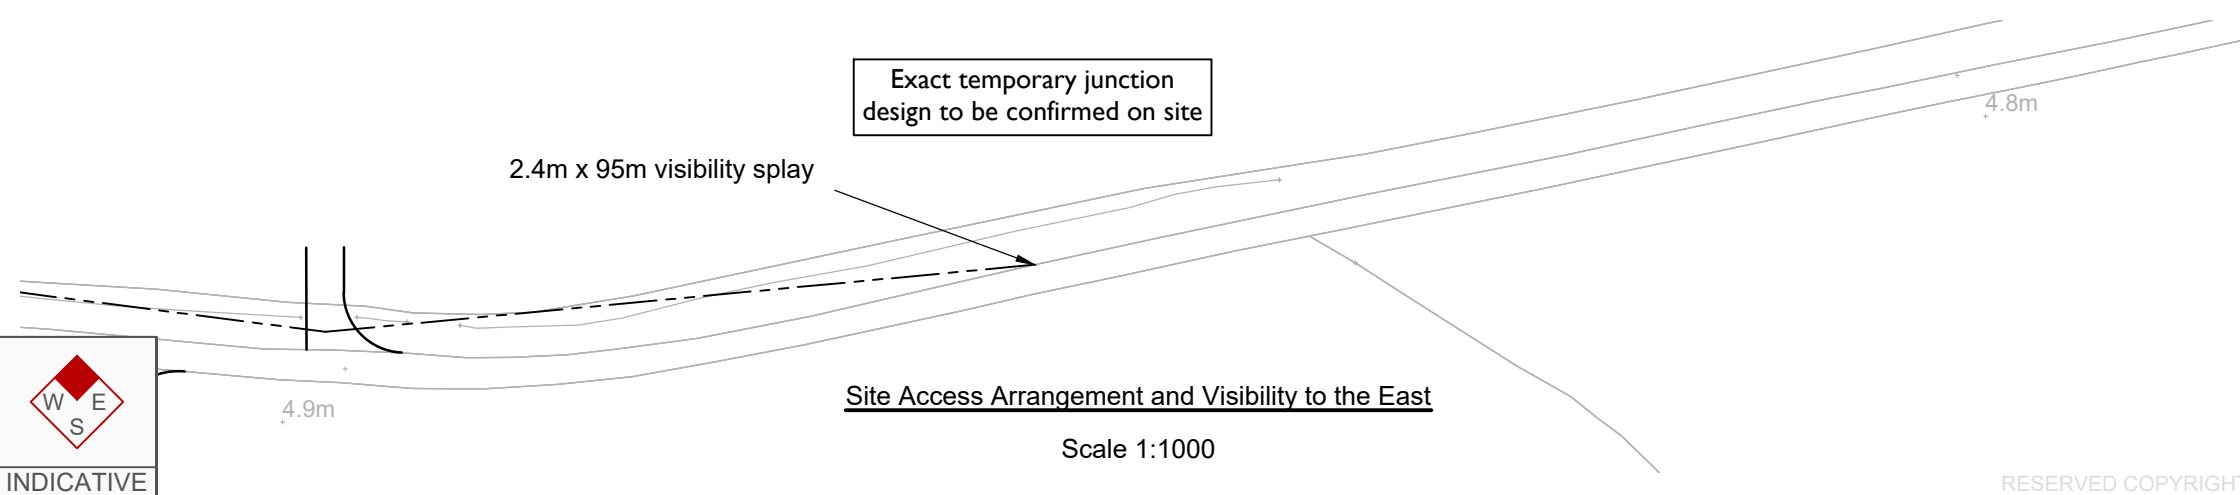 Exact temporary junction
design to be confirmed on site
2.4m x 95m visibility splay
4.8m
4.9m
W E
S
INDICATIVE
Site Access Arrangement and Visibility to the East
Scale 1:1000
RESERVED COPYRIGHT